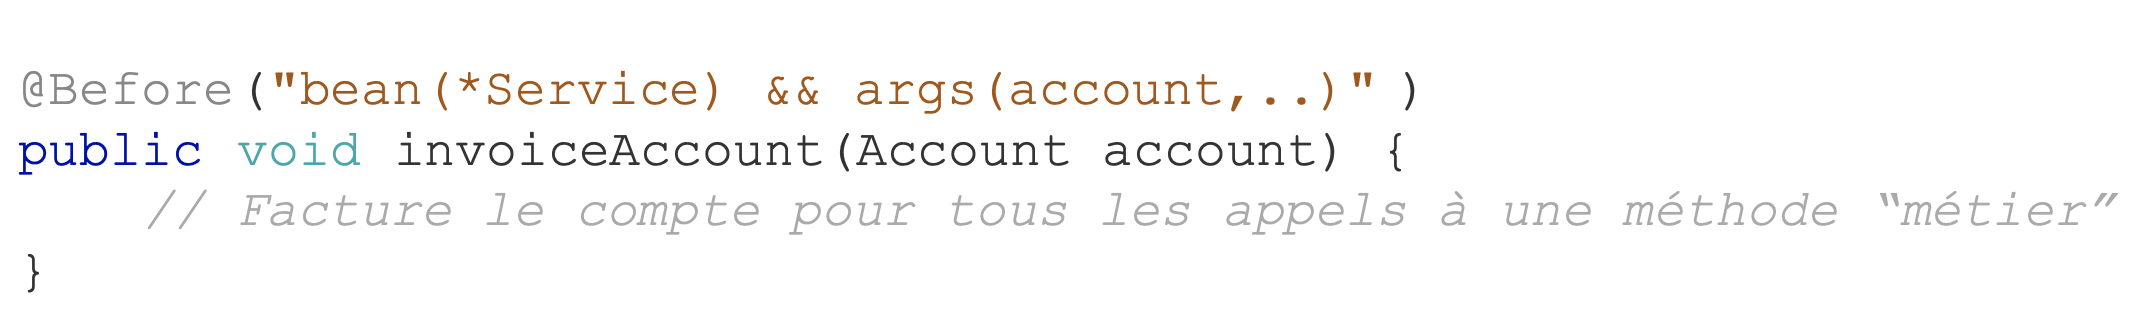 @Before("bean(*Service) && args(account,..)" )
public void invoiceAccount(Account account) {
// Facture le compte pour tous les appels à une méthode “métier”
}